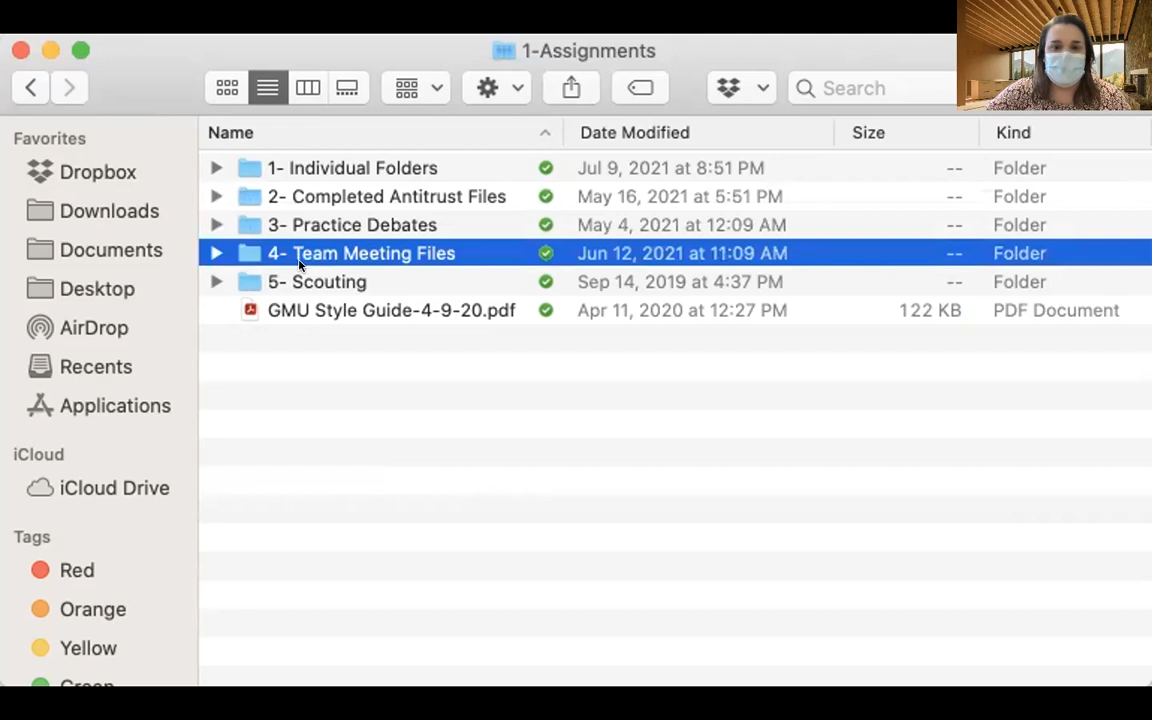 1-Assignments
Search
Favorites
Dropbox
Downloads
Documents
Desktop
AirDrop
Recents
Applications
iCloud
iCloud Drive
Tags
Red
Orange
Yellow
Green
Name Date Modified Size Kind
1- Individual Folders Jul 9, 2021 at 8:51 PM -- Folder
2- Completed Antitrust Files May 16, 2021 at 5:51 PM -- Folder
3- Practice Debates May 4, 2021 at 12:09 AM -- Folder
4- Team Meeting Files Jun 12, 2021 at 11:09 AM -- Folder
5- Scouting Sep 14, 2019 at 4:37 PM -- Folder
GMU Style Guide-4-9-20.pdf Apr 11, 2020 at 12:27 PM 122 KB PDF Document